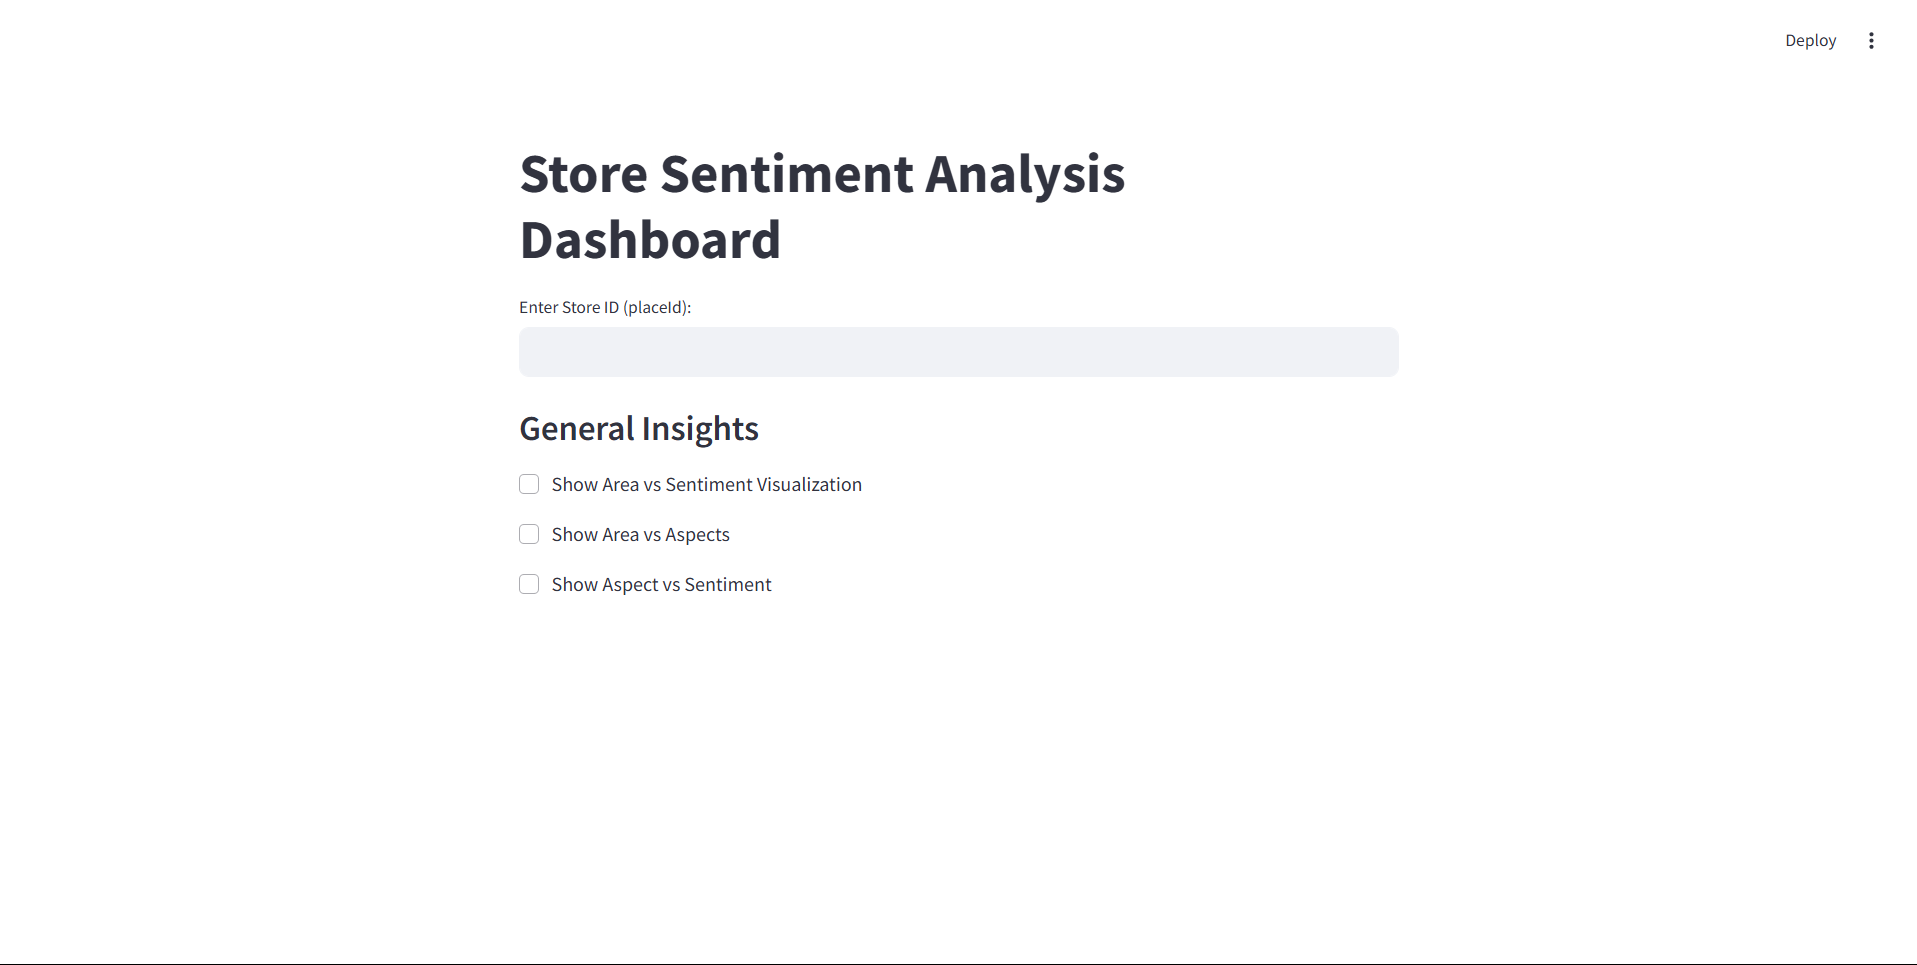 Deploy
Store Sentiment Analysis
Dashboard
Enter Store ID (placeId):
General Insights
Show Area vs Sentiment Visualization
Show Area vs Aspects
Show Aspect vs Sentiment